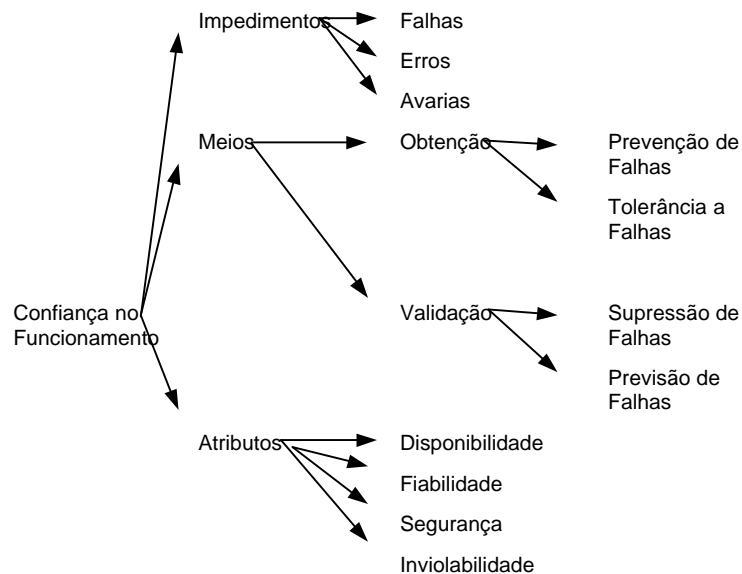 Impedimentos
Falhas
Erros
Avarias
Meios
Obtenção
Prevenção de
Falhas
Tolerância a
Falhas
Confiança no
Funcionamento
Validação
Supressão de
Falhas
Previsão de
Falhas
Atributos
Disponibilidade
Fiabilidade
Segurança
Inviolabilidade